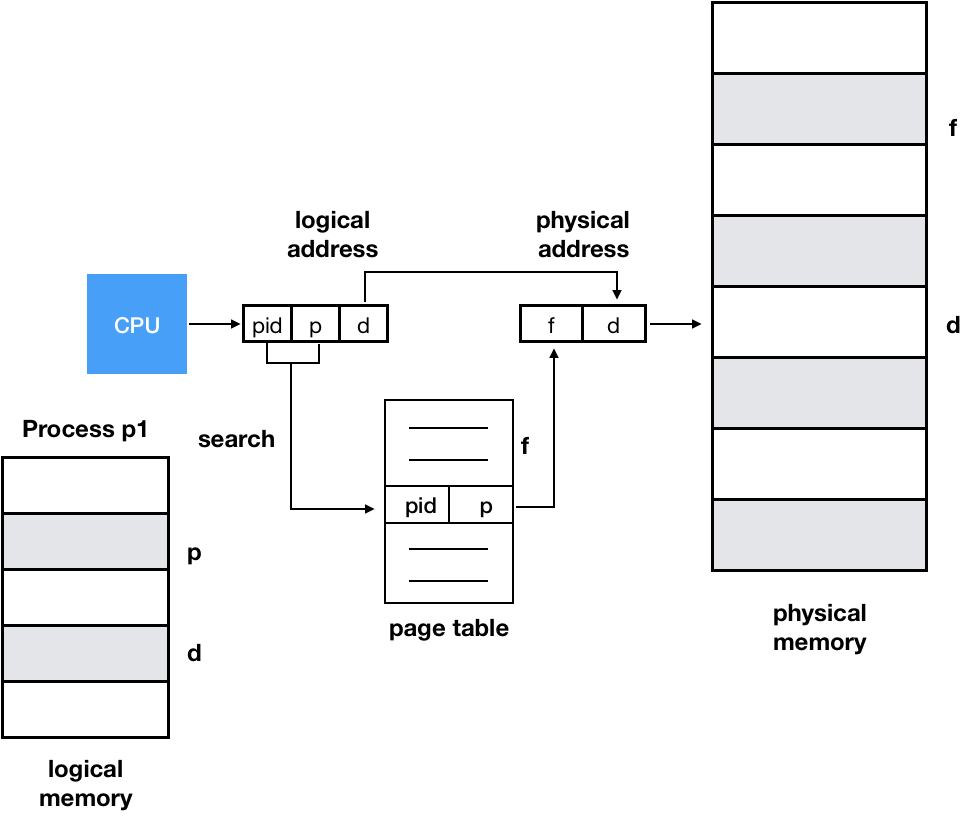 f
logical
address
physical
address
CPU
pid
p
d
f
d
d
Process p1
search
f
pid
p
p
d
page table
physical
memory
logical
memory